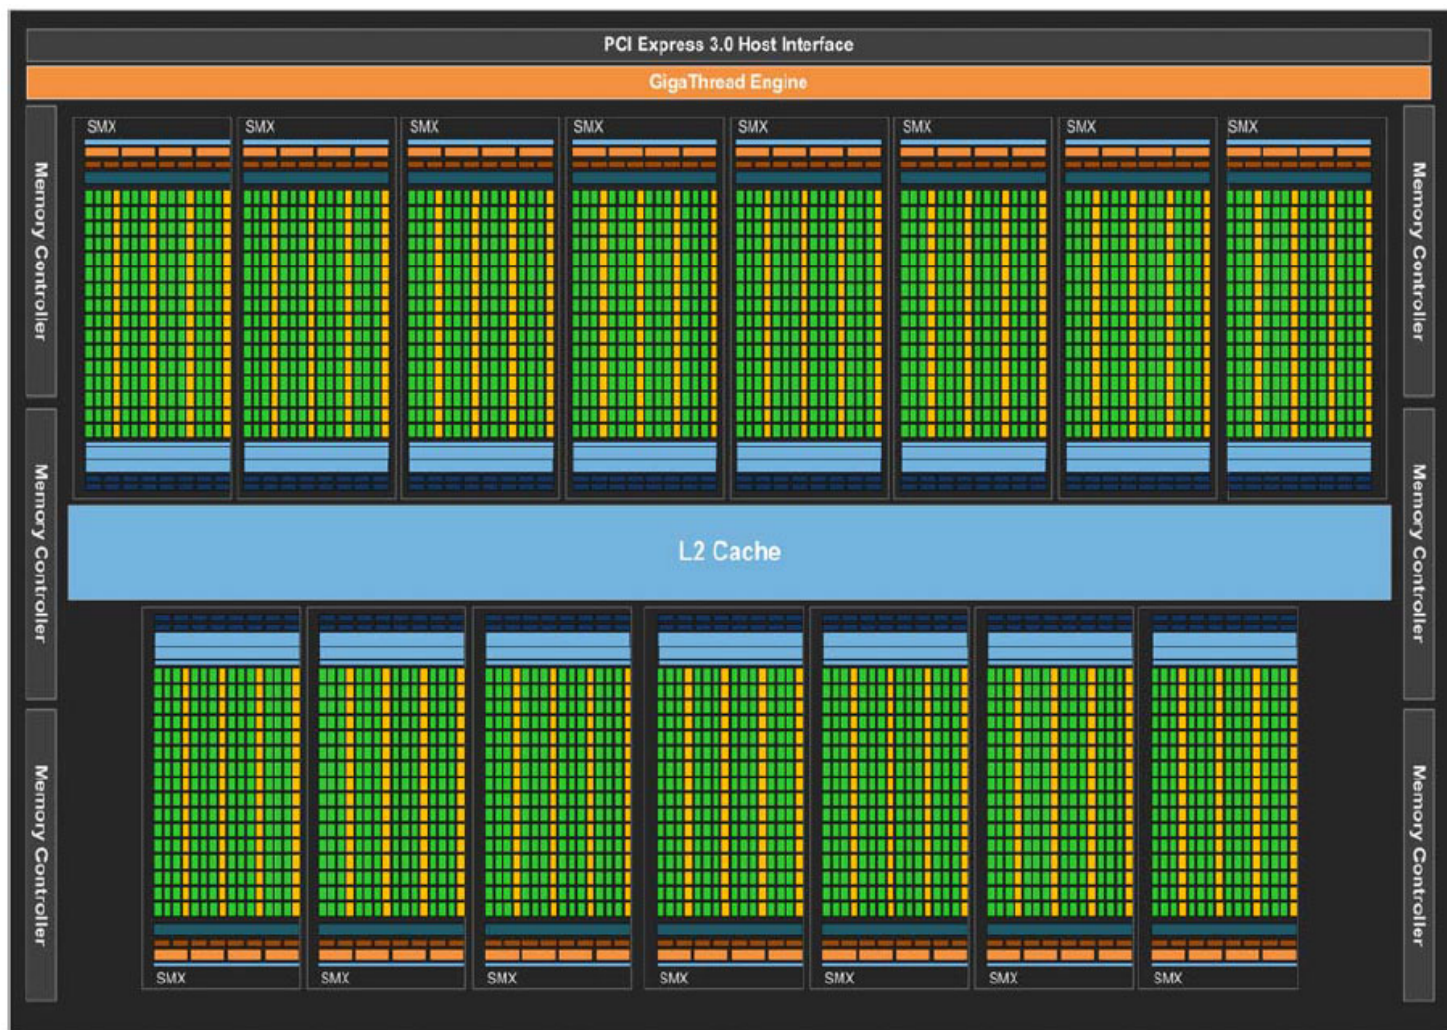 PCI Express 3.0 Host Interface
GigaThread Engine
SMX SMX SMX SMX SMX SMX SMX SMX
Memory Controller
Memory Controller
Memory Controller
Memory Controller
L2 Cache
Memory Controller
Memory Controller
SMX SMX SMX SMX SMX SMX SMX